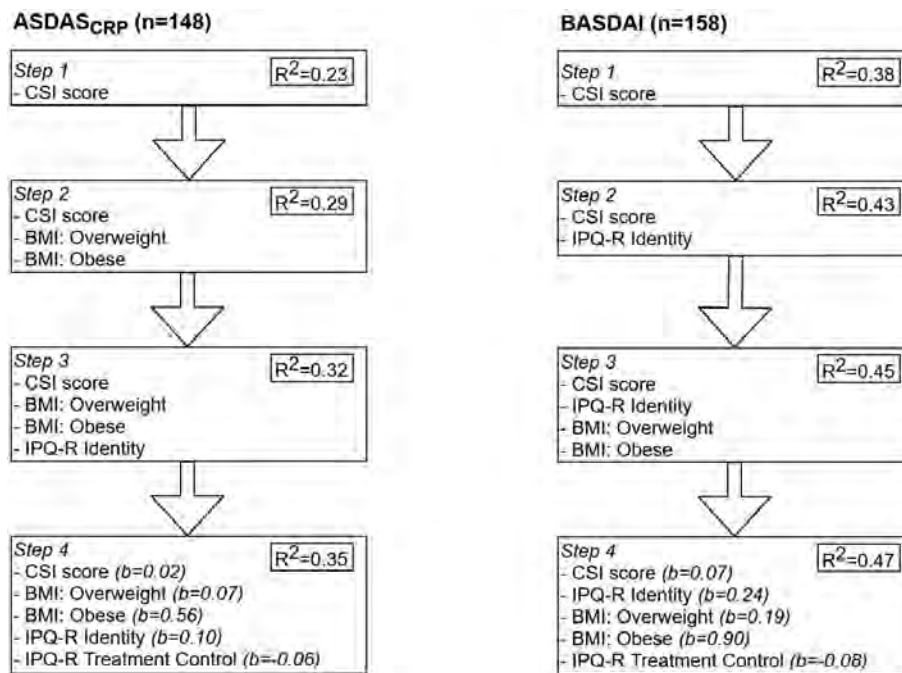 ASDASCRP (n=148)
Step 1
R2=0.23
- CSI score
Step 2
R2=0.29
- CSI score
- BMI: Overweight
- BMI: Obese
Step 3
R2=0.32
- CSI score
- BMI: Overweight
- BMI: Obese
- IPQ-R Identity
Step 4
R2=0.35
- CSI score (b=0.02)
- BMI: Overweight (b=0.07)
- BMI: Obese (b=0.56)
- IPQ-R Identity (b=0.10)
- IPQ-R Treatment Control (b=-0.06)
BASDAI (n=158)
Step 1
R2=0.38
- CSI score
Step 2
R2=0.43
- CSI score
- IPQ-R Identity
Step 3
R2=0.45
- CSI score
- IPQ-R Identity
- BMI: Overweight
- BMI: Obese
Step 4
R2=0.47
- CSI score (b=0.07)
- IPQ-R Identity (b=0.24)
- BMI: Overweight (b=0.19)
- BMI: Obese (b=0.90)
- IPQ-R Treatment Control (b=-0.08)